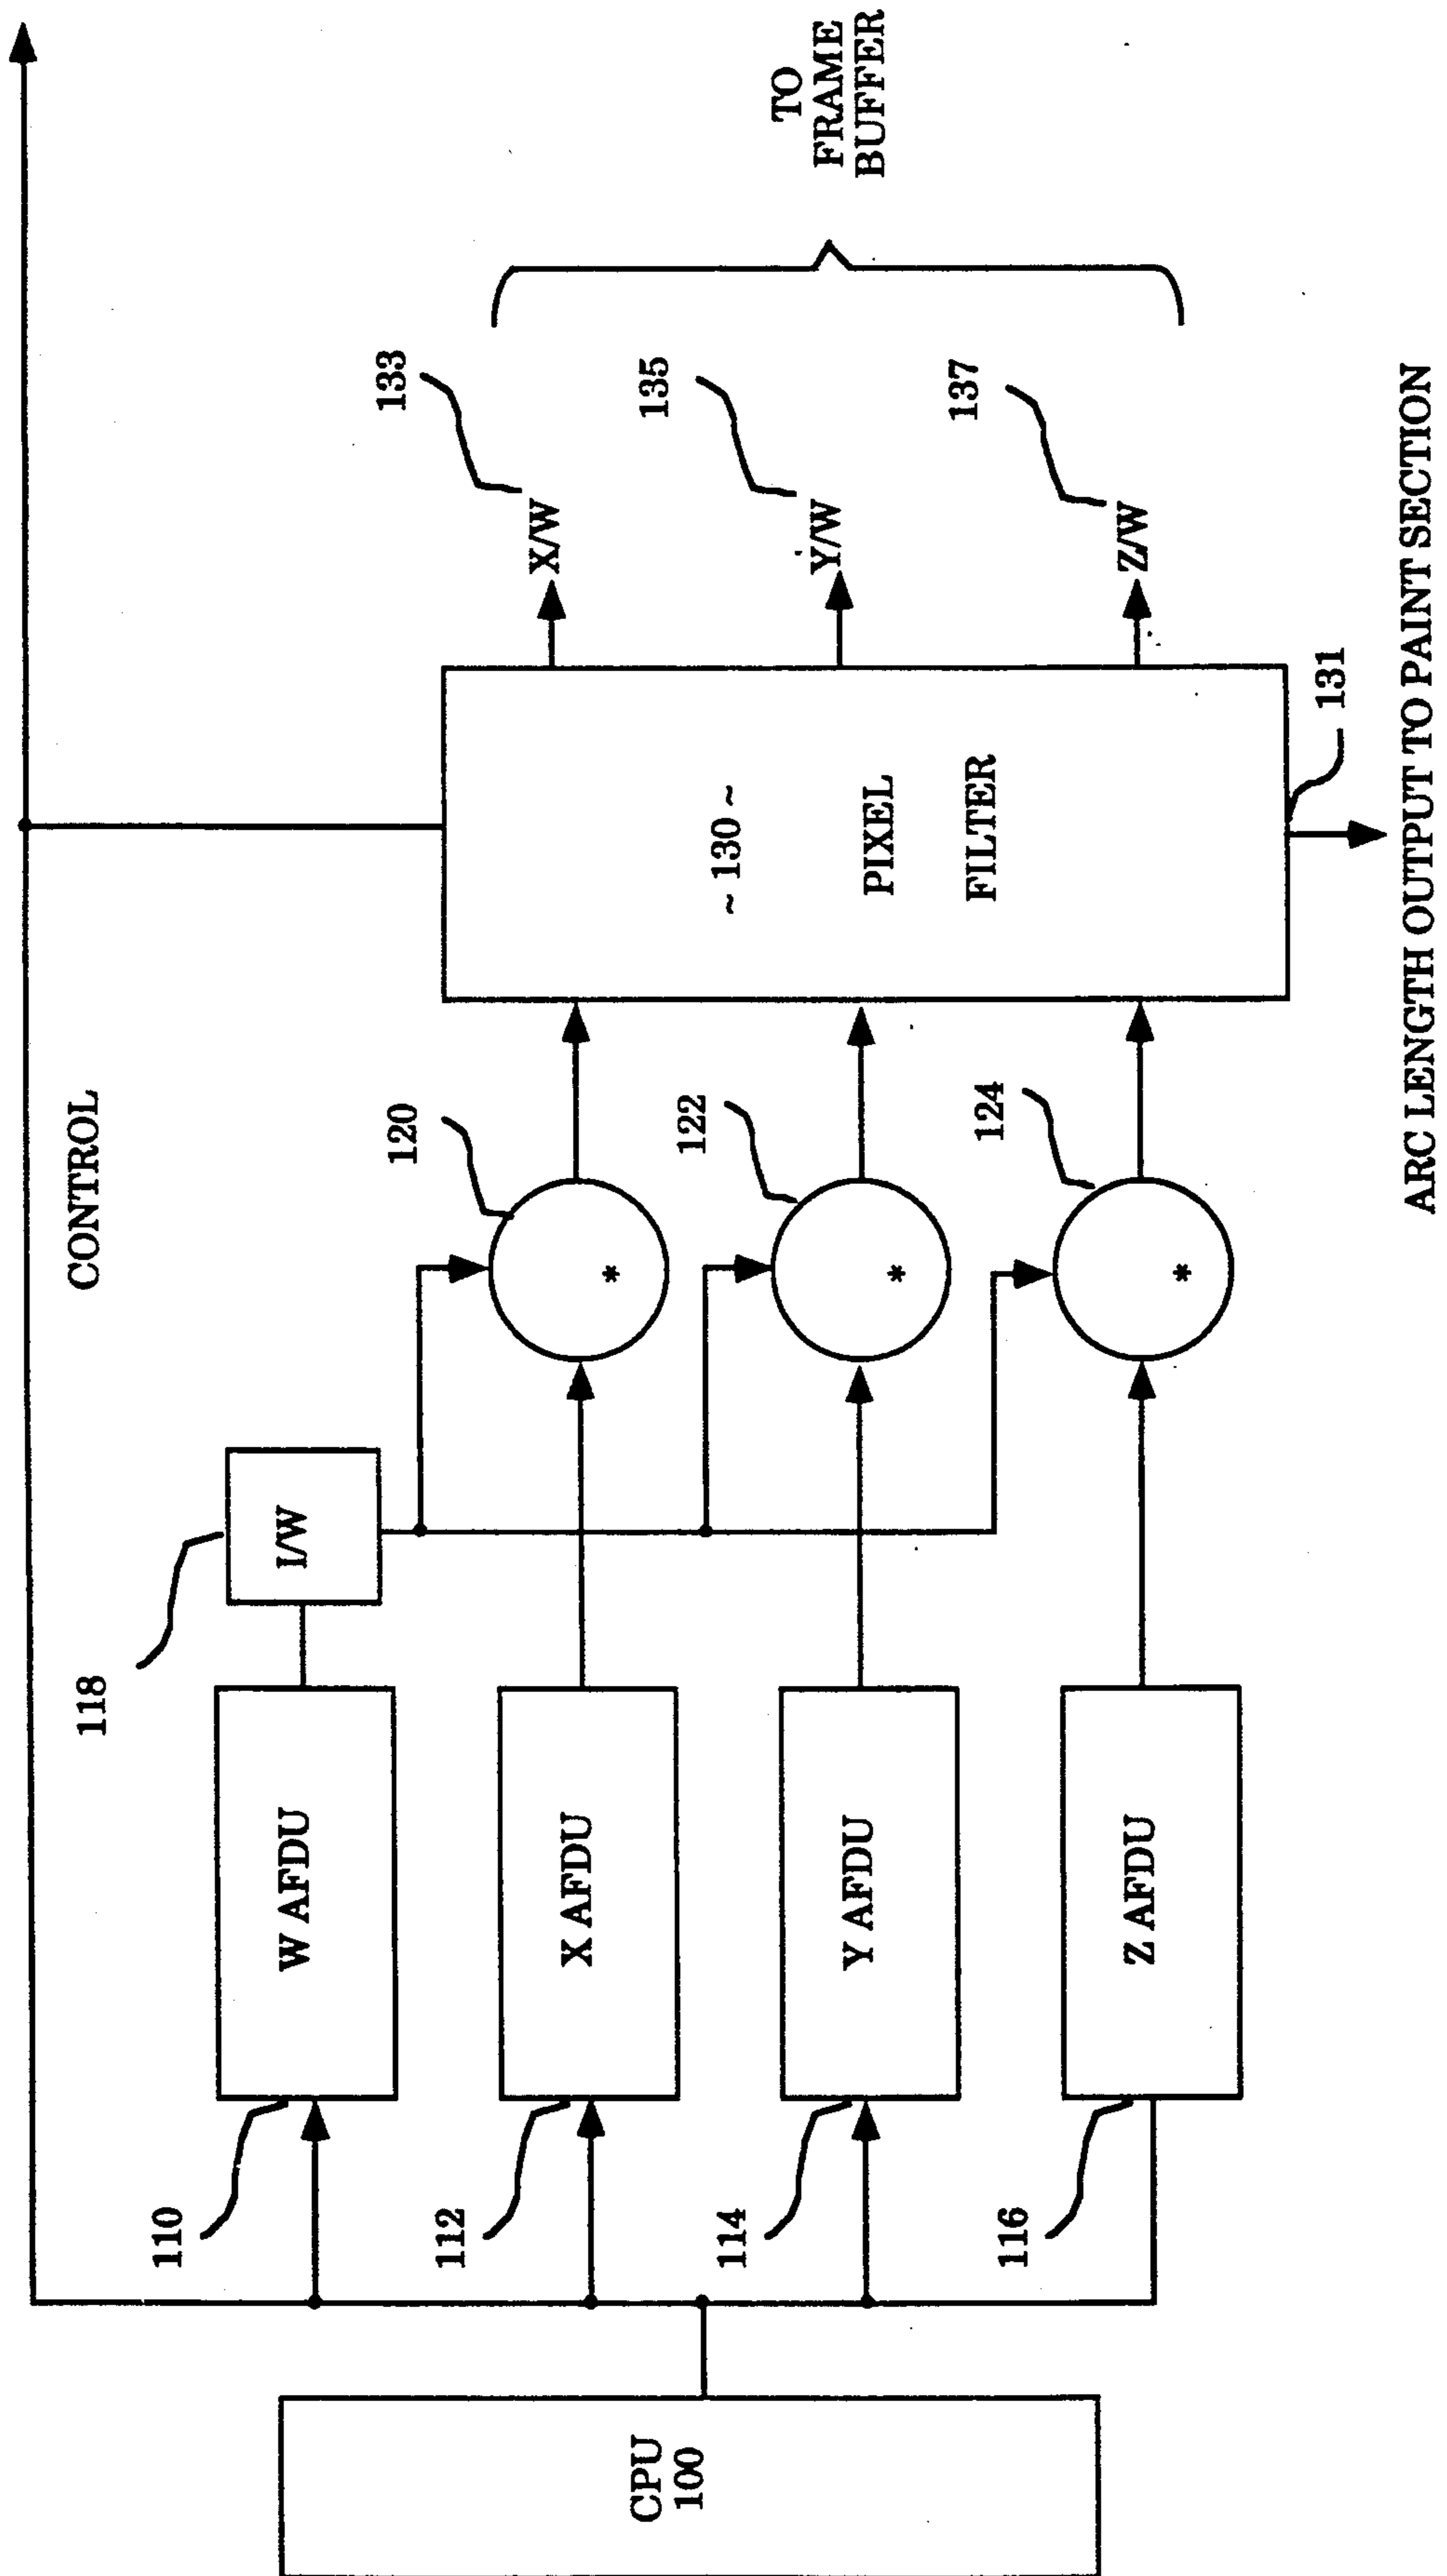 CONTROL
118
I/W
W AFDU
110
120
133
X/W
X AFDU
112
~ 130 ~
PIXEL
FILTER
122
135
Y/W
TO
FRAME
BUFFER
CPU
100
Y AFDU
114
124
137
Z/W
Z AFDU
116
131
ARC LENGTH OUTPUT TO PAINT SECTION